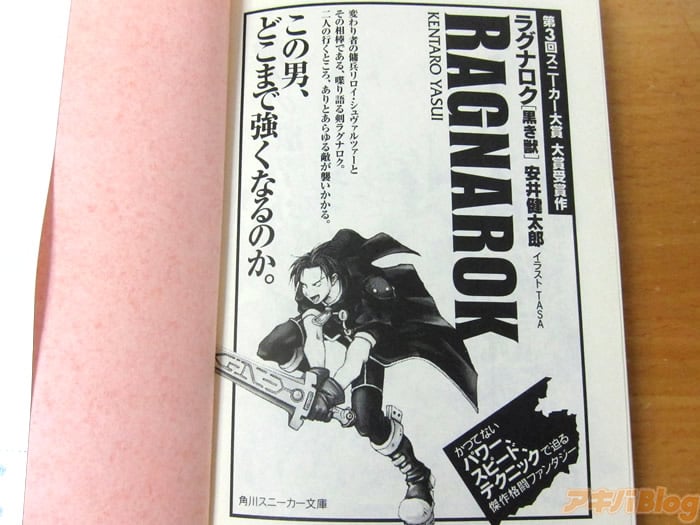 第3回スニーカー大賞 大賞受賞作
ラグナロク［黒き獣］ 安井健太郎
イラスト TASA
RAGNAROK
KENTARO YASUI
変わり者の傭兵リロイ・シュヴァルツァーと
その相棒である、喋り語る剣ラグナロク。
二人の行くところ、ありとあらゆる敵が襲いかかる。
この男、
どこまで強くなるのか。
かつてない
パワー
スピード
テクニックで迫る
傑作格闘ファンタジー
角川スニーカー文庫
アキバBlog